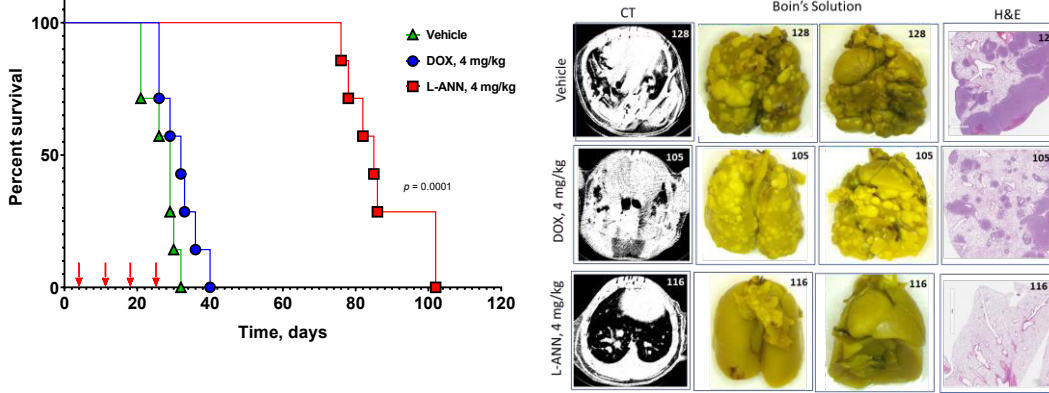 Percent survival
100
50
0
0
20
40
60
80
100
120
Time, days
Vehicle
DOX, 4 mg/kg
L-ANN, 4 mg/kg
p = 0.0001
CT
Boin's Solution
H&E
Vehicle
128
128
128
DOX, 4 mg/kg
105
105
105
L-ANN, 4 mg/kg
116
116
116
116